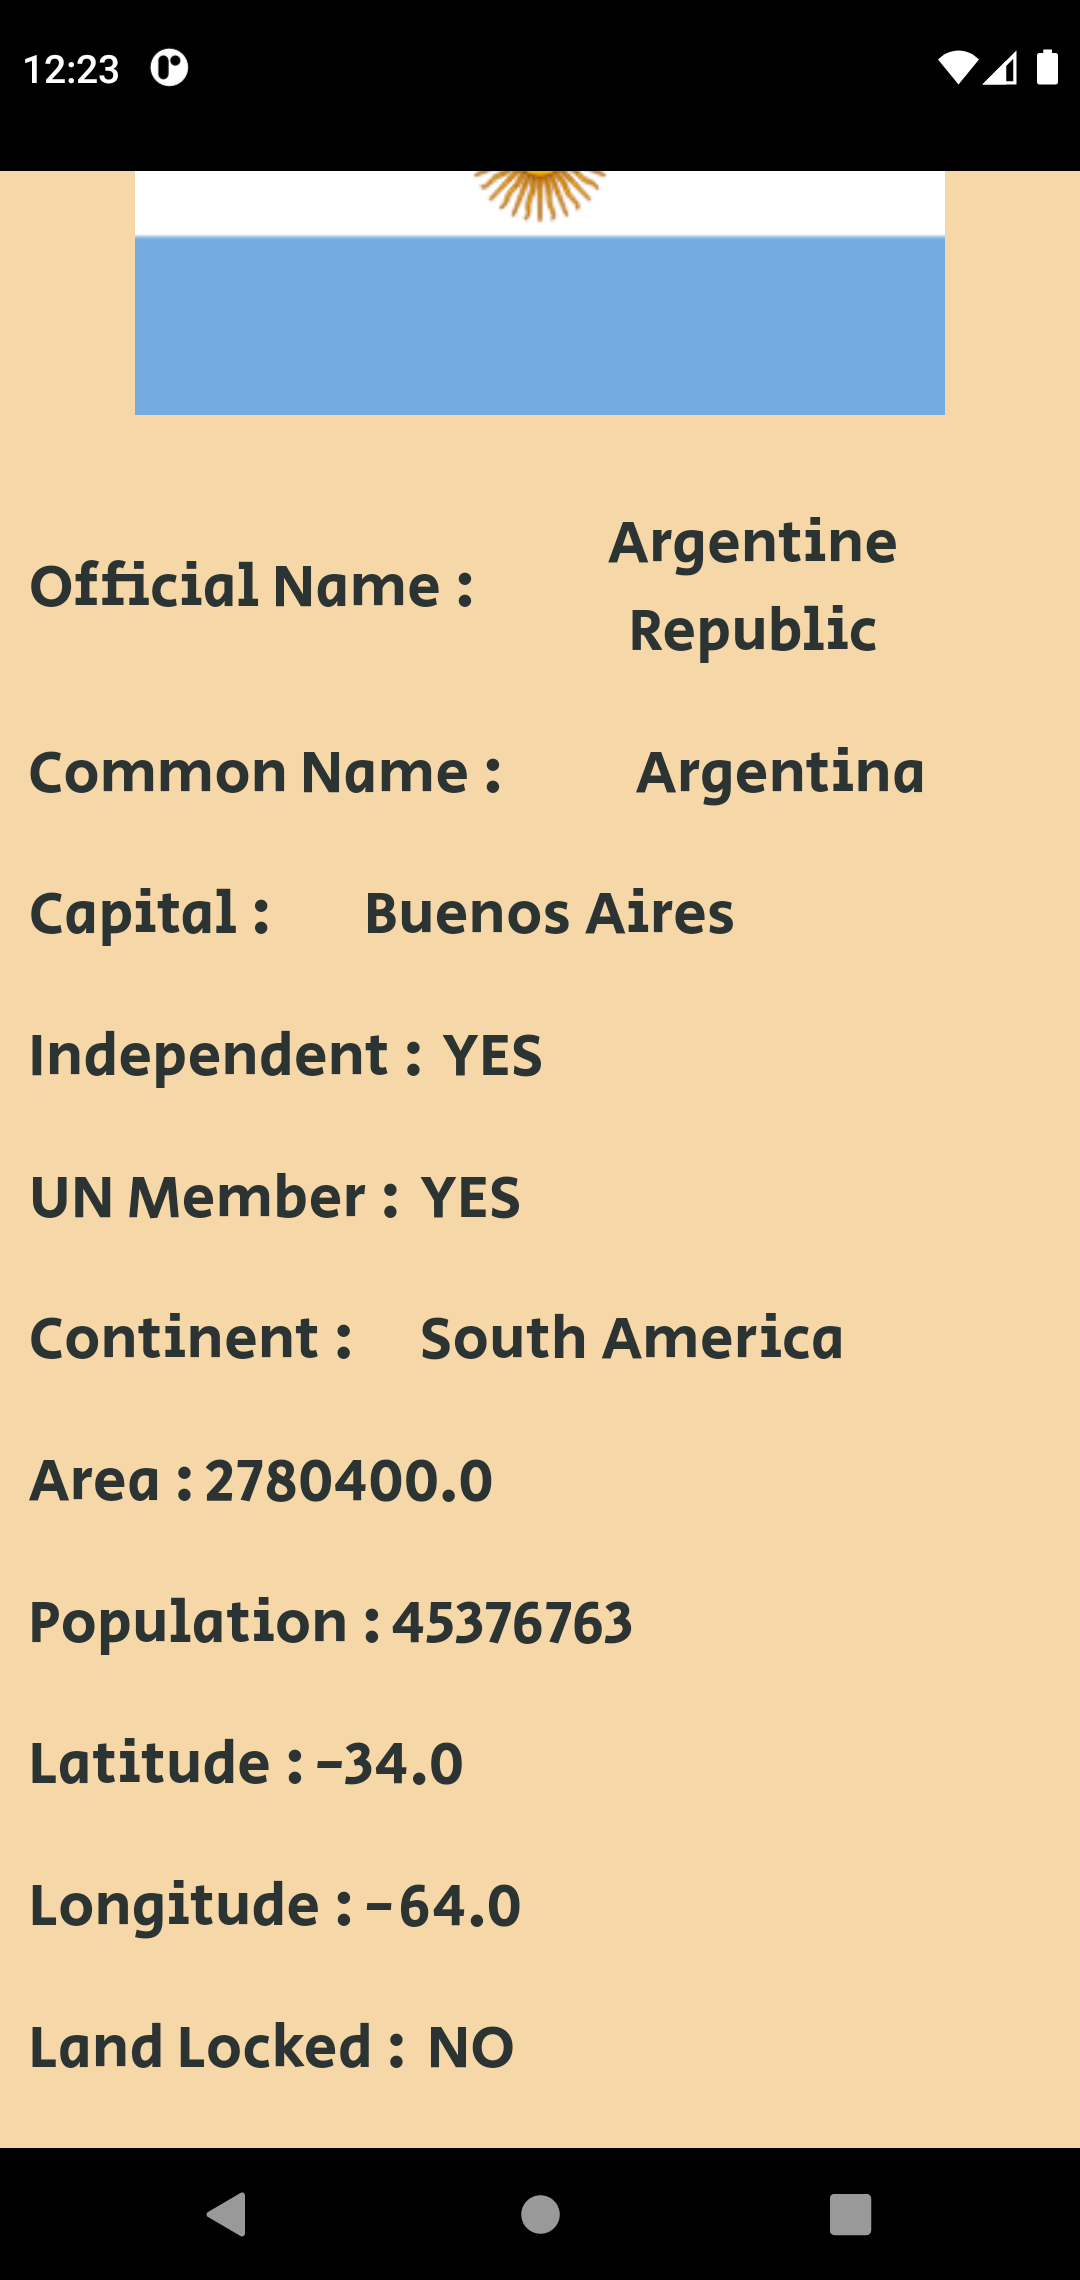 12:23
Official Name :
Argentine
Republic
Common Name : Argentina
Capital : Buenos Aires
Independent : YES
UN Member : YES
Continent : South America
Area : 2780400.0
Population : 45376763
Latitude : -34.0
Longitude : -64.0
Land Locked : NO